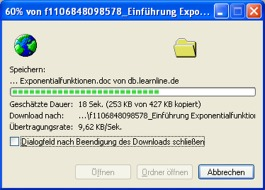 60% von f1106848098578_Einführung Expo...
Speichern:
... Exponentialfunktionen.doc von db.learnline.de
Geschätzte Dauer: 18 Sek. (253 KB von 427 KB kopiert)
Download nach: ...\f1106848098578_Einführung Exponentialfunktion
Übertragungsrate: 9,62 KB/Sek.
Dialogfeld nach Beendigung des Downloads schließen
Öffnen Ordner öffnen Abbrechen